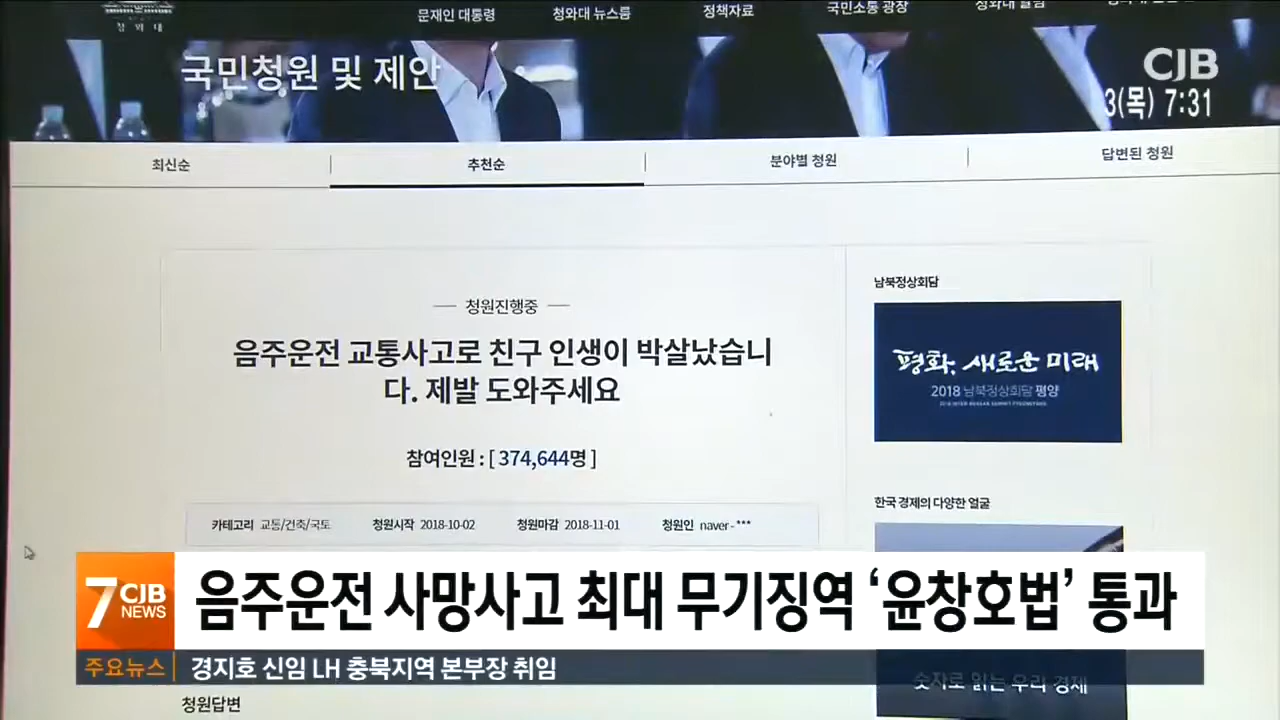 청 와 대
문재인 대통령
청와대 뉴스룸
정책자료
국민소통 광장
청와대 알림
국민청원 및 제안
CJB
3(목) 7:31
최신순
추천순
분야별 청원
답변된 청원
청원진행중
음주운전 교통사고로 친구 인생이 박살났습니
다. 제발 도와주세요
참여인원 : [ 374,644명 ]
카테고리 교통/건축/국토
청원시작 2018-10-02
청원마감 2018-11-01
청원인 naver - ***
남북정상회담
평화, 새로운 미래
2018 남북정상회담 평양
한국 경제의 다양한 얼굴
7 CJB NEWS
음주운전 사망사고 최대 무기징역 ‘윤창호법’ 통과
주요뉴스
경지호 신임 LH 충북지역 본부장 취임
숫자로 읽는 우리 경제
청원답변